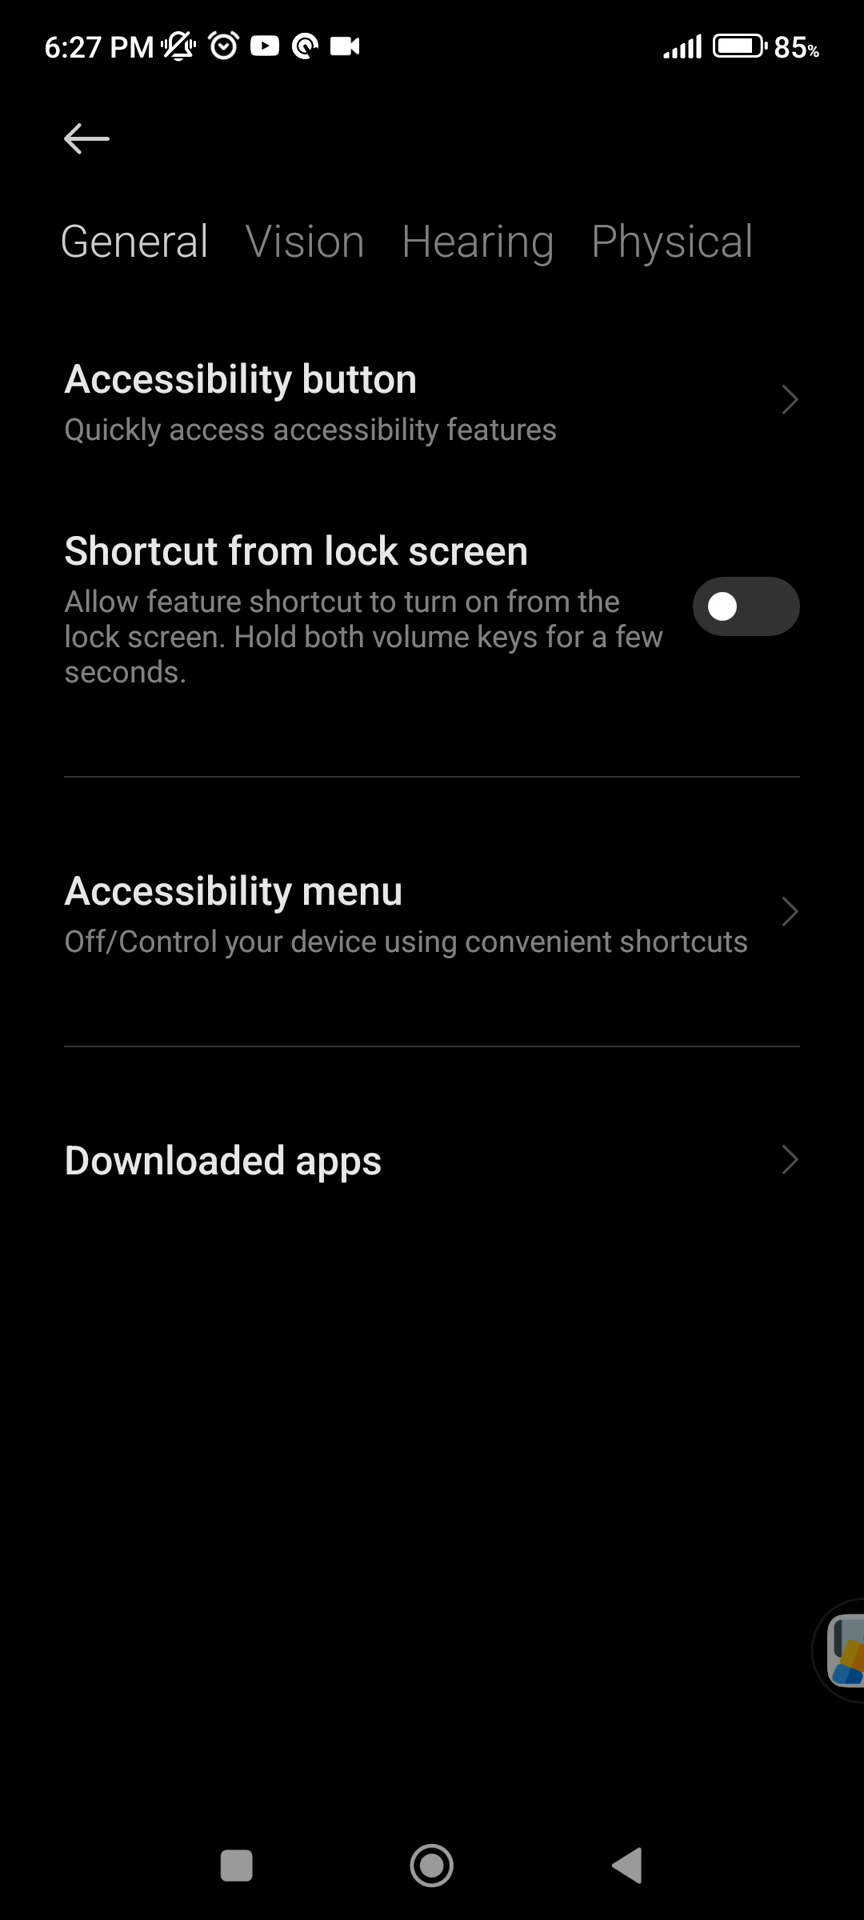 6:27 PM 85%
General Vision Hearing Physical
Accessibility button
Quickly access accessibility features
Shortcut from lock screen
Allow feature shortcut to turn on from the
lock screen. Hold both volume keys for a few
seconds.
Accessibility menu
Off/Control your device using convenient shortcuts
Downloaded apps